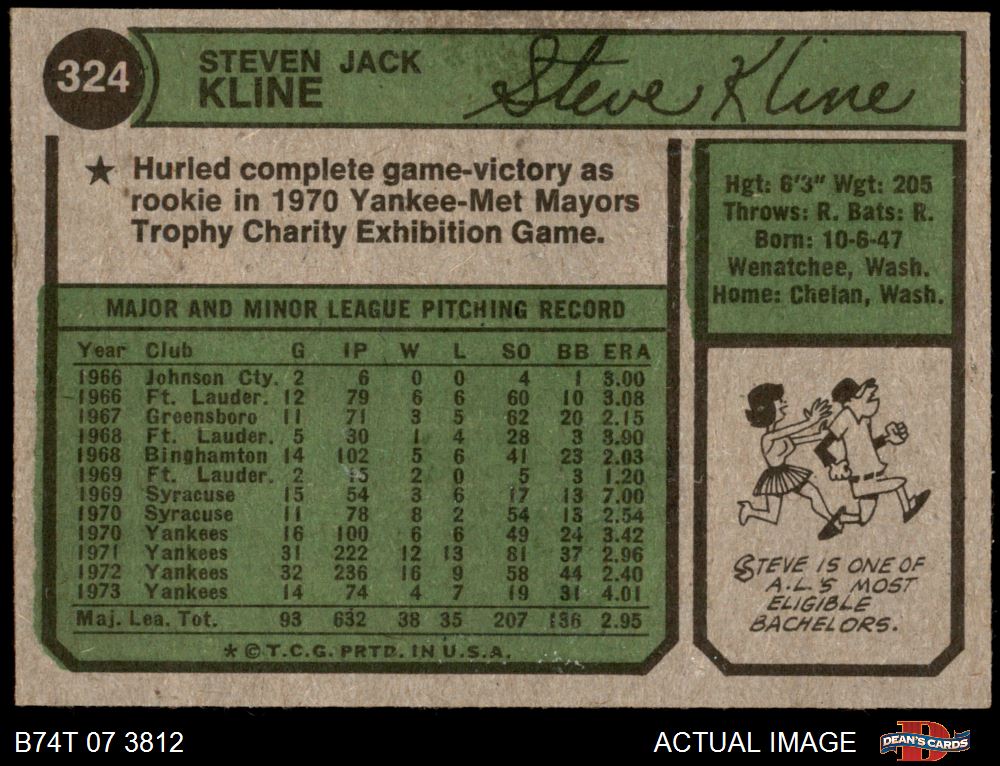 324
STEVEN JACK
KLINE
Steve Kline
★ Hurled complete game-victory as
rookie in 1970 Yankee-Met Mayors
Trophy Charity Exhibition Game.
Hgt: 6'3" Wgt: 205
Throws: R. Bats: R.
Born: 10-6-47
Wenatchee, Wash.
Home: Chelan, Wash.
MAJOR AND MINOR LEAGUE PITCHING RECORD
Year Club G IP W L SO BB ERA
1966 Johnson Cty. 2 6 0 0 4 1 3.00
1966 Ft. Lauder. 12 79 6 6 60 10 3.08
1967 Greensboro 11 71 3 5 62 20 2.15
1968 Ft. Lauder. 5 30 1 4 28 3 3.90
1968 Binghamton 14 102 5 6 41 23 2.03
1969 Ft. Lauder. 2 15 2 0 5 3 1.20
1969 Syracuse 15 54 3 6 17 13 7.00
1970 Syracuse 11 78 8 2 54 13 2.54
1970 Yankees 16 100 6 6 49 24 3.42
1971 Yankees 31 222 12 13 81 37 2.96
1972 Yankees 32 236 16 9 58 44 2.40
1973 Yankees 14 74 4 7 19 31 4.01
Maj. Lea. Tot. 93 632 38 35 207 136 2.95
★ © T.C.G. PRTD. IN U.S.A.
STEVE IS ONE OF
A.L.'S MOST
ELIGIBLE
BACHELORS.
B74T 07 3812
ACTUAL IMAGE
DEAN'S CARDS